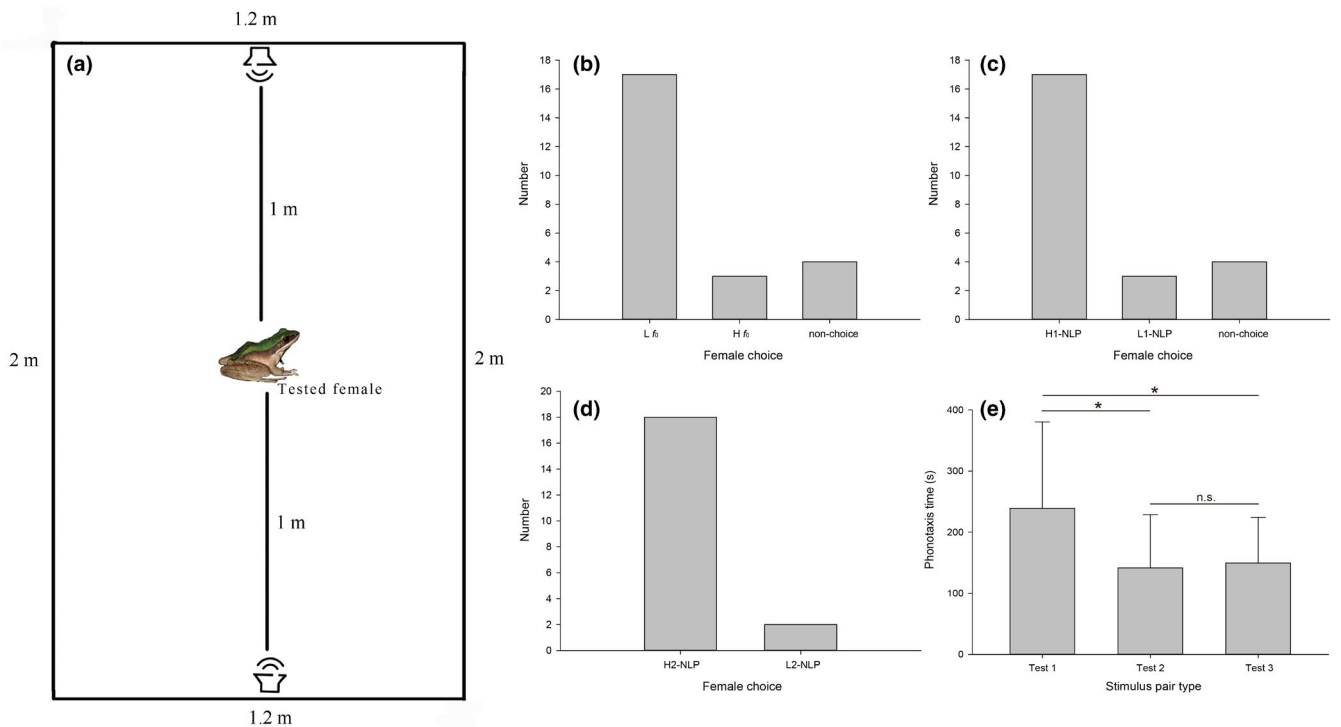 1.2 m
(a)
1 m
2 m
2 m
Tested female
1 m
1.2 m
(b)
18
16
14
12
10
8
6
4
2
0
Number
L f₀
H f₀
non-choice
Female choice
(c)
18
16
14
12
10
8
6
4
2
0
Number
H1-NLP
L1-NLP
non-choice
Female choice
(d)
20
18
16
14
12
10
8
6
4
2
0
Number
H2-NLP
L2-NLP
Female choice
(e)
400
300
200
100
0
Phonotaxis time (s)
*
*
n.s.
Test 1
Test 2
Test 3
Stimulus pair type